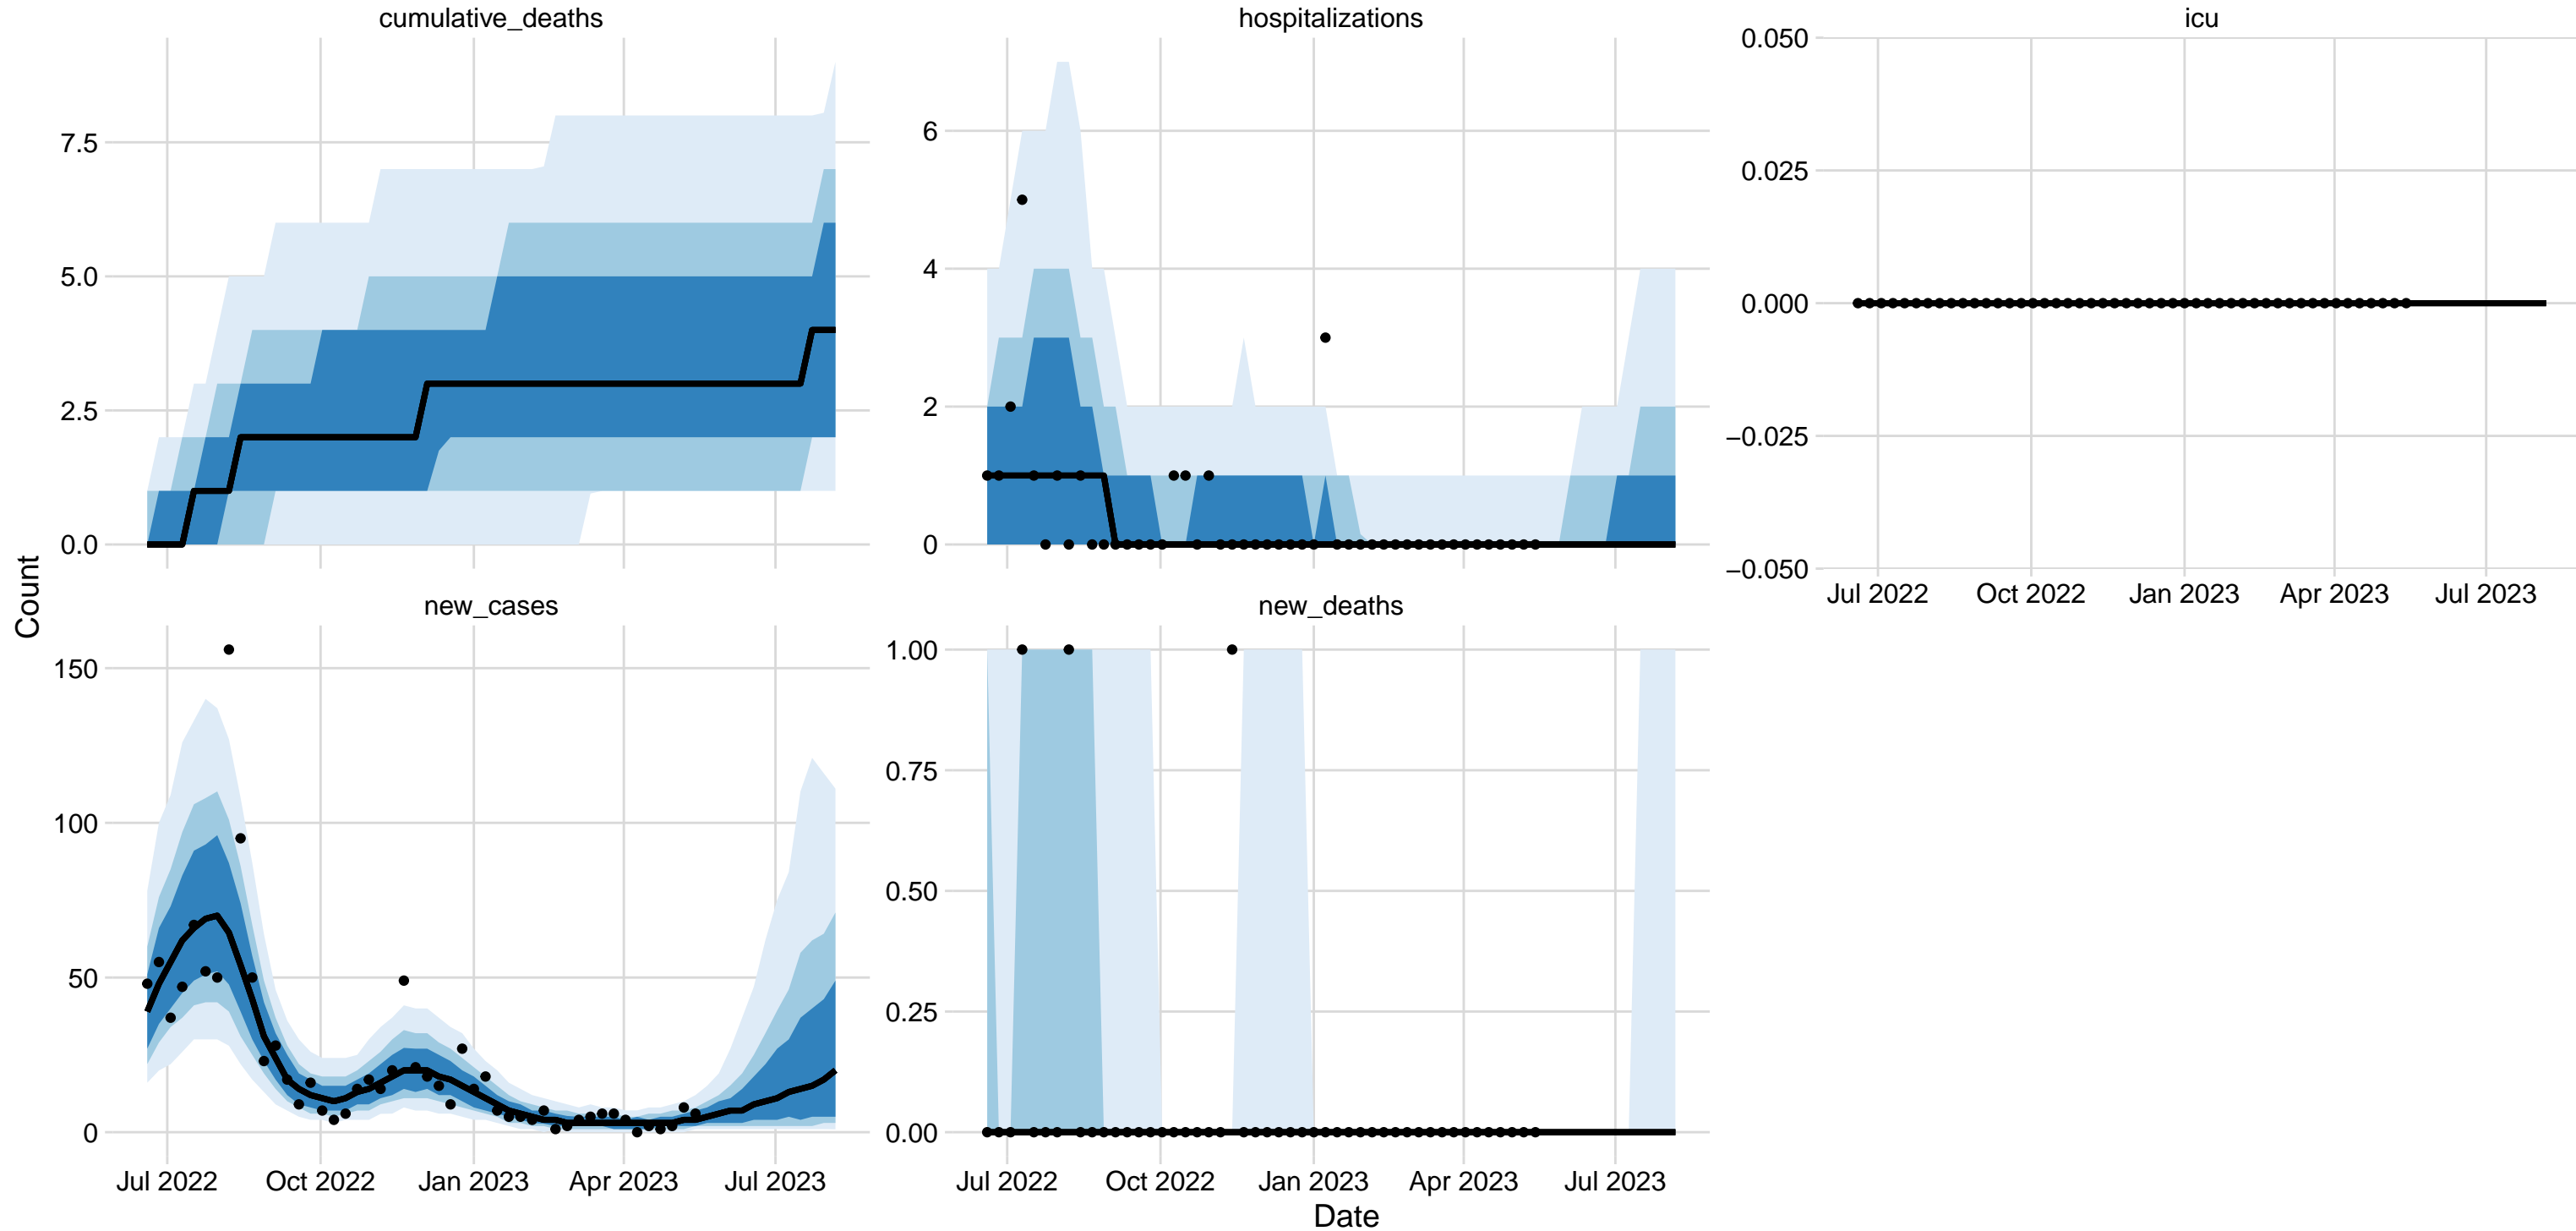 cumulative_deaths
hospitalizations
icu
7.5
5.0
2.5
0.0
6
4
2
0
0.050
0.025
0.000
−0.025
−0.050
Jul 2022 Oct 2022 Jan 2023 Apr 2023 Jul 2023
Count
new_cases
new_deaths
150
100
50
0
1.00
0.75
0.50
0.25
0.00
Jul 2022 Oct 2022 Jan 2023 Apr 2023 Jul 2023
Jul 2022 Oct 2022 Jan 2023 Apr 2023 Jul 2023
Date